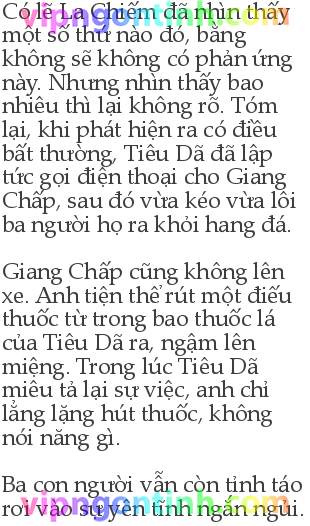 Có lẽ La Chiếm đã nhìn thấy
một số thứ nào đó, bằng
không sẽ không có phản ứng
này. Nhưng nhìn thấy bao
nhiêu thì lại không rõ. Tóm
lại, khi phát hiện ra có điều
bất thường, Tiêu Dã đã lập
tức gọi điện thoại cho Giang
Chấp, sau đó vừa kéo vừa lôi
ba người họ ra khỏi hang đá.
Giang Chấp cũng không lên
xe. Anh tiện thể rút một điếu
thuốc từ trong bao thuốc lá
của Tiêu Dã ra, ngậm lên
miệng. Trong lúc Tiêu Dã
miêu tả lại sự việc, anh chỉ
lẳng lặng hút thuốc, không
nói năng gì.
Ba con người vẫn còn tỉnh táo
rơi vào sự yên tĩnh ngắn ngủi.
vipngontinh.com
vipngontinh.com